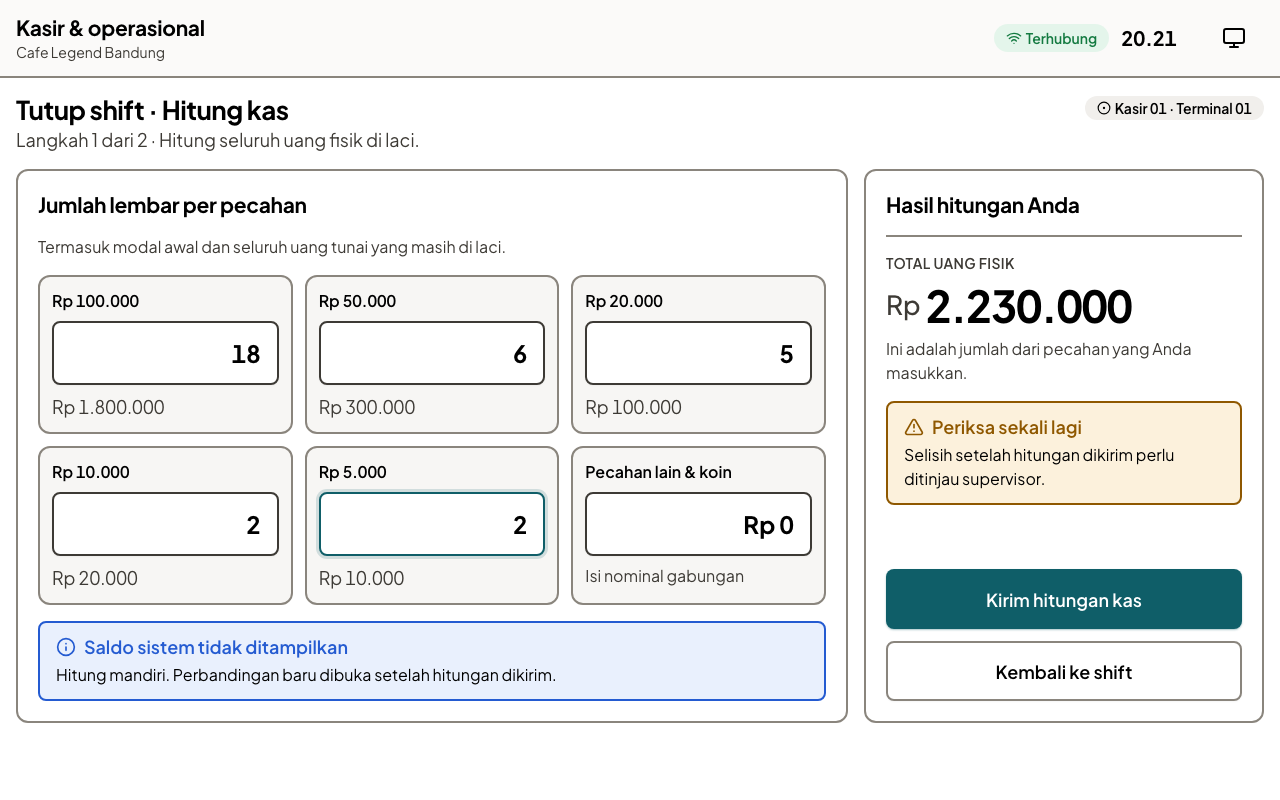 Kasir & operasional
Cafe Legend Bandung
Terhubung
20.21
Tutup shift · Hitung kas
Langkah 1 dari 2 · Hitung seluruh uang fisik di laci.
Kasir 01 · Terminal 01
Jumlah lembar per pecahan
Termasuk modal awal dan seluruh uang tunai yang masih di laci.
Rp 100.000
18
Rp 1.800.000
Rp 50.000
6
Rp 300.000
Rp 20.000
5
Rp 100.000
Rp 10.000
2
Rp 20.000
Rp 5.000
2
Rp 10.000
Pecahan lain & koin
Rp 0
Isi nominal gabungan
Saldo sistem tidak ditampilkan
Hitung mandiri. Perbandingan baru dibuka setelah hitungan dikirim.
Hasil hitungan Anda
TOTAL UANG FISIK
Rp 2.230.000
Ini adalah jumlah dari pecahan yang Anda
masukkan.
Periksa sekali lagi
Selisih setelah hitungan dikirim perlu
ditinjau supervisor.
Kirim hitungan kas
Kembali ke shift